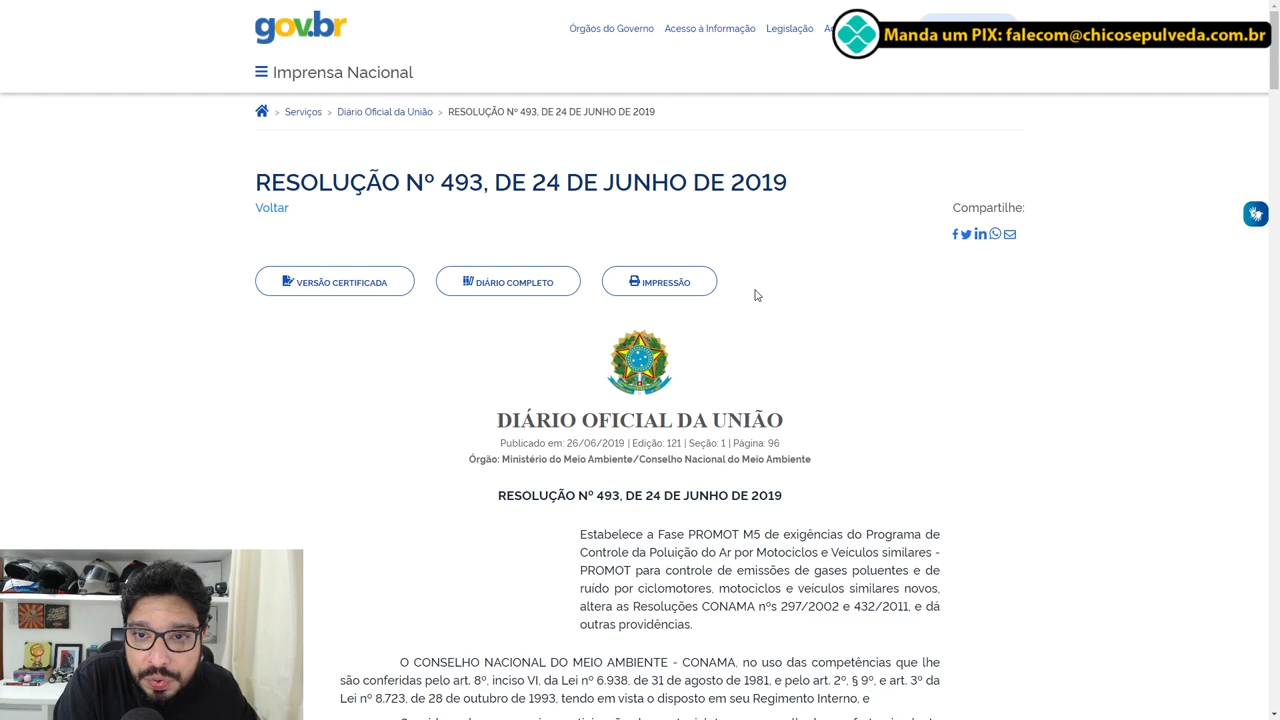 gov.br
Órgãos do Governo Acesso à Informação Legislação
Manda um PIX: falecom@chicosepulveda.com.br
Imprensa Nacional
> Serviços > Diário Oficial da União > RESOLUÇÃO Nº 493, DE 24 DE JUNHO DE 2019
RESOLUÇÃO Nº 493, DE 24 DE JUNHO DE 2019
Voltar
Compartilhe:
VERSÃO CERTIFICADA DIÁRIO COMPLETO IMPRESSÃO
DIÁRIO OFICIAL DA UNIÃO
Publicado em: 26/06/2019 | Edição: 121 | Seção: 1 | Página: 96
Órgão: Ministério do Meio Ambiente/Conselho Nacional do Meio Ambiente
RESOLUÇÃO Nº 493, DE 24 DE JUNHO DE 2019
Estabelece a Fase PROMOT M5 de exigências do Programa de
Controle da Poluição do Ar por Motociclos e Veículos similares -
PROMOT para controle de emissões de gases poluentes e de
ruído por ciclomotores, motociclos e veículos similares novos,
altera as Resoluções CONAMA nºs 297/2002 e 432/2011, e dá
outras providências.
O CONSELHO NACIONAL DO MEIO AMBIENTE - CONAMA, no uso das competências que lhe
são conferidas pelo art. 8º, inciso VI, da Lei nº 6.938, de 31 de agosto de 1981, e pelo art. 2º, § 9º, e art. 3º da
Lei nº 8.723, de 28 de outubro de 1993, tendo em vista o disposto em seu Regimento Interno, e